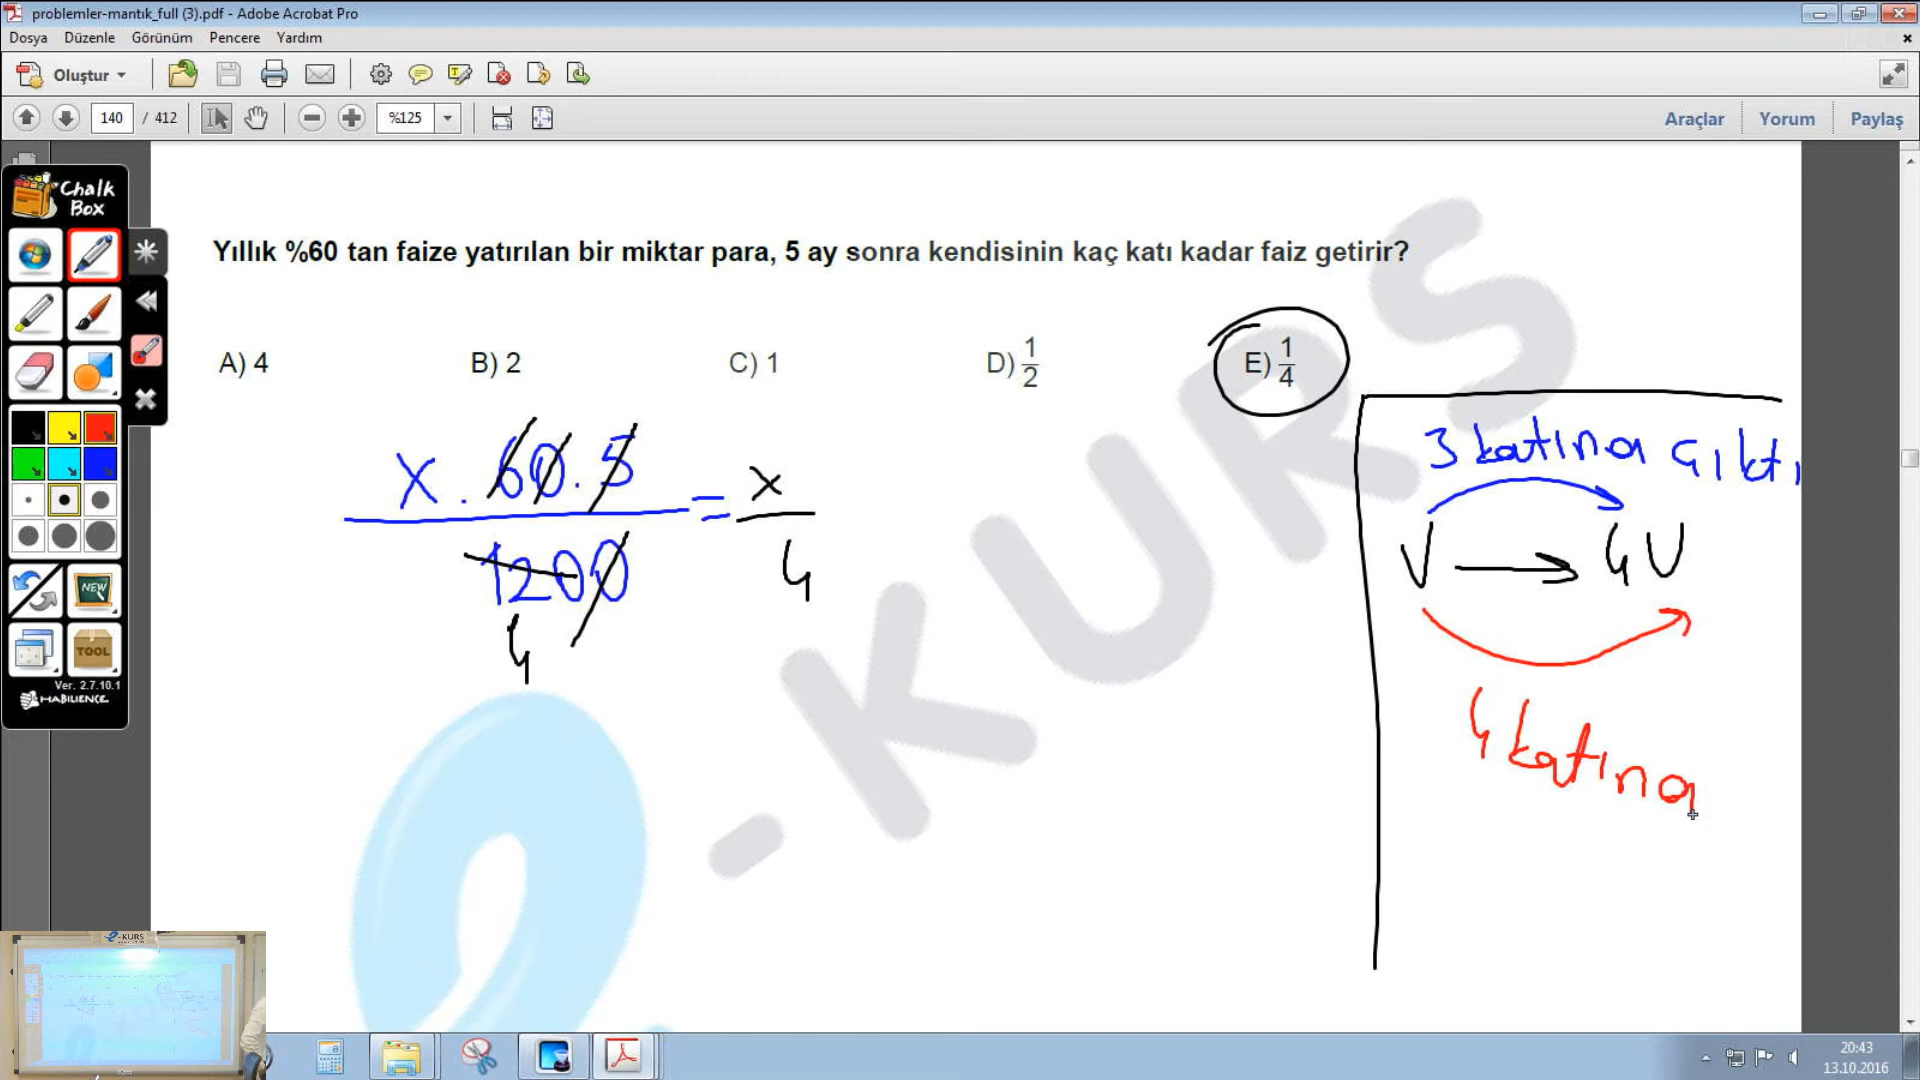 problemler-mantık_full (3).pdf - Adobe Acrobat Pro
Dosya Düzenle Görünüm Pencere Yardım
Oluştur
140 / 412 %125 Araçlar Yorum Paylaş
Chalk Box
Yıllık %60 tan faize yatırılan bir miktar para, 5 ay sonra kendisinin kaç katı kadar faiz getirir?
A) 4 B) 2 C) 1 D) 1/2 E) 1/4
x . 60 . 5 / 1200 = x / 4
4
3 katına çıktı
V → 4V
4 katına
NEW
TOOL
Ver. 2.7.10.1
HABILIENCE
e-KURS
e-KURS
20:43
13.10.2016